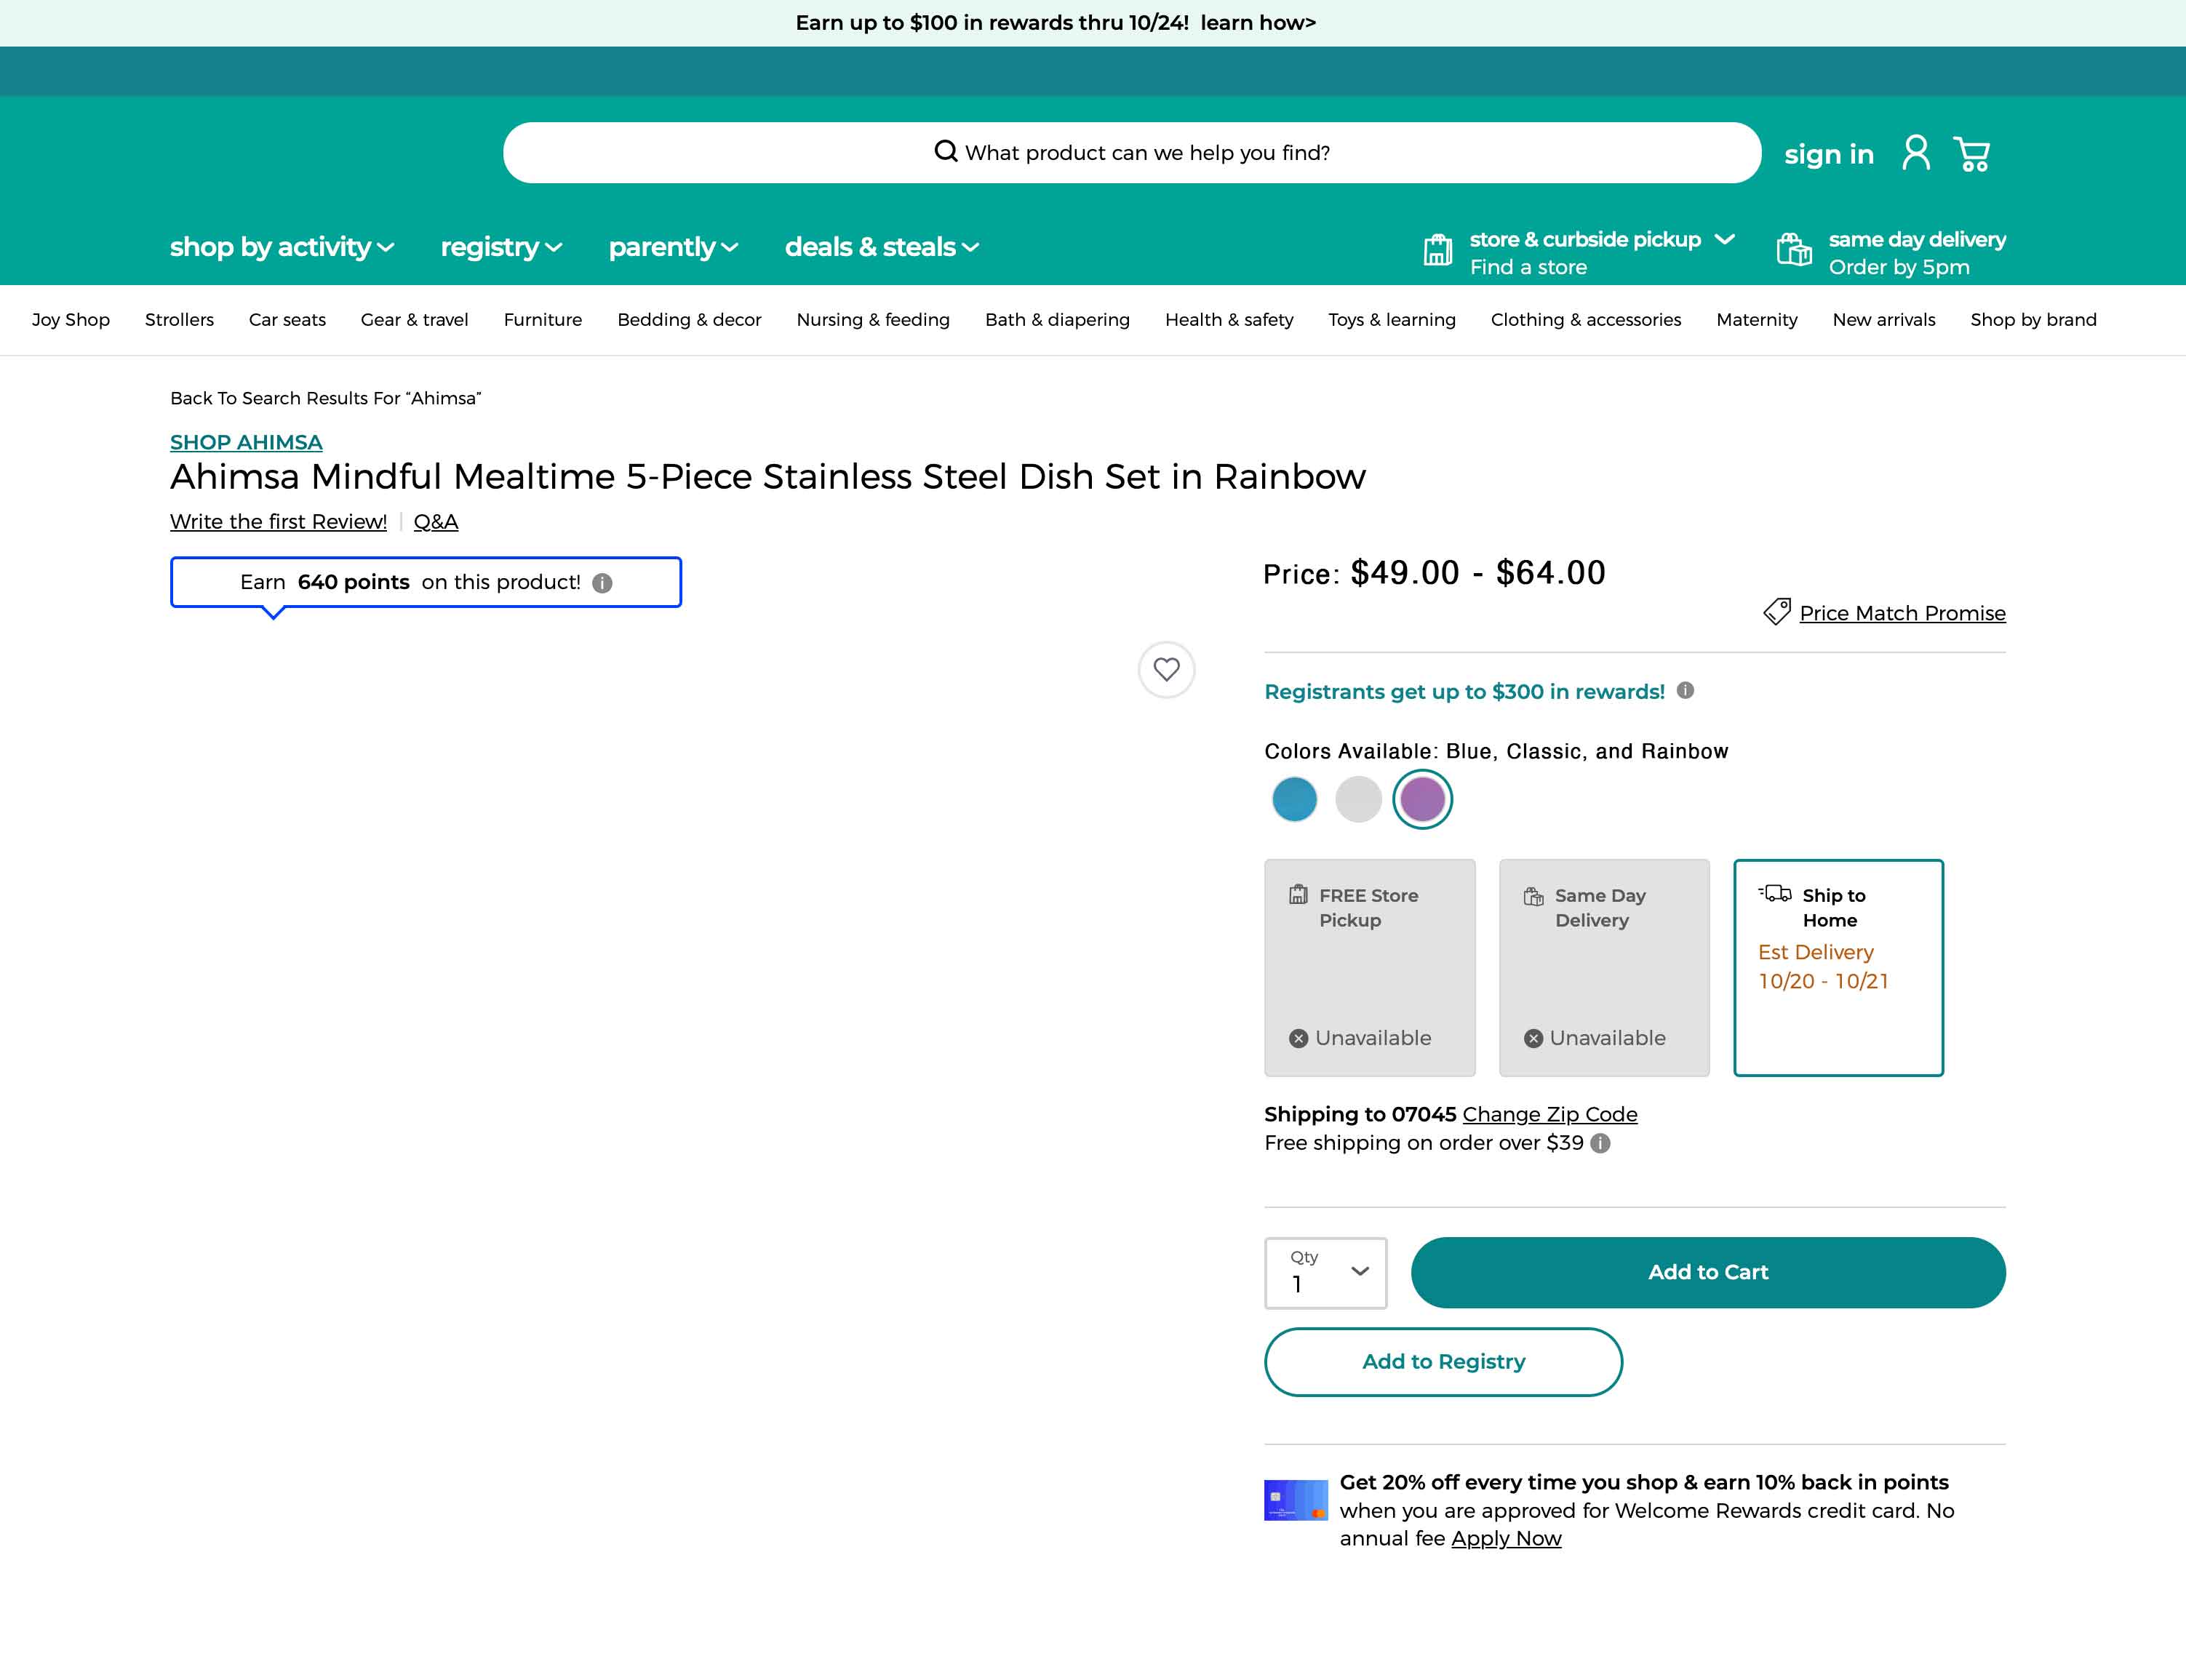 Earn up to $100 in rewards thru 10/24! learn how>
What product can we help you find?
sign in
shop by activity
registry
parently
deals & steals
store & curbside pickup
Find a store
same day delivery
Order by 5pm
Joy Shop
Strollers
Car seats
Gear & travel
Furniture
Bedding & decor
Nursing & feeding
Bath & diapering
Health & safety
Toys & learning
Clothing & accessories
Maternity
New arrivals
Shop by brand
Back To Search Results For “Ahimsa”
SHOP AHIMSA
Ahimsa Mindful Mealtime 5-Piece Stainless Steel Dish Set in Rainbow
Write the first Review! | Q&A
Earn 640 points on this product!
Price: $49.00 - $64.00
Price Match Promise
Registrants get up to $300 in rewards!
Colors Available: Blue, Classic, and Rainbow
FREE Store
Pickup
Unavailable
Same Day
Delivery
Unavailable
Ship to
Home
Est Delivery
10/20 - 10/21
Shipping to 07045 Change Zip Code
Free shipping on order over $39
Qty
1
Add to Cart
Add to Registry
Get 20% off every time you shop & earn 10% back in points
when you are approved for Welcome Rewards credit card. No
annual fee Apply Now